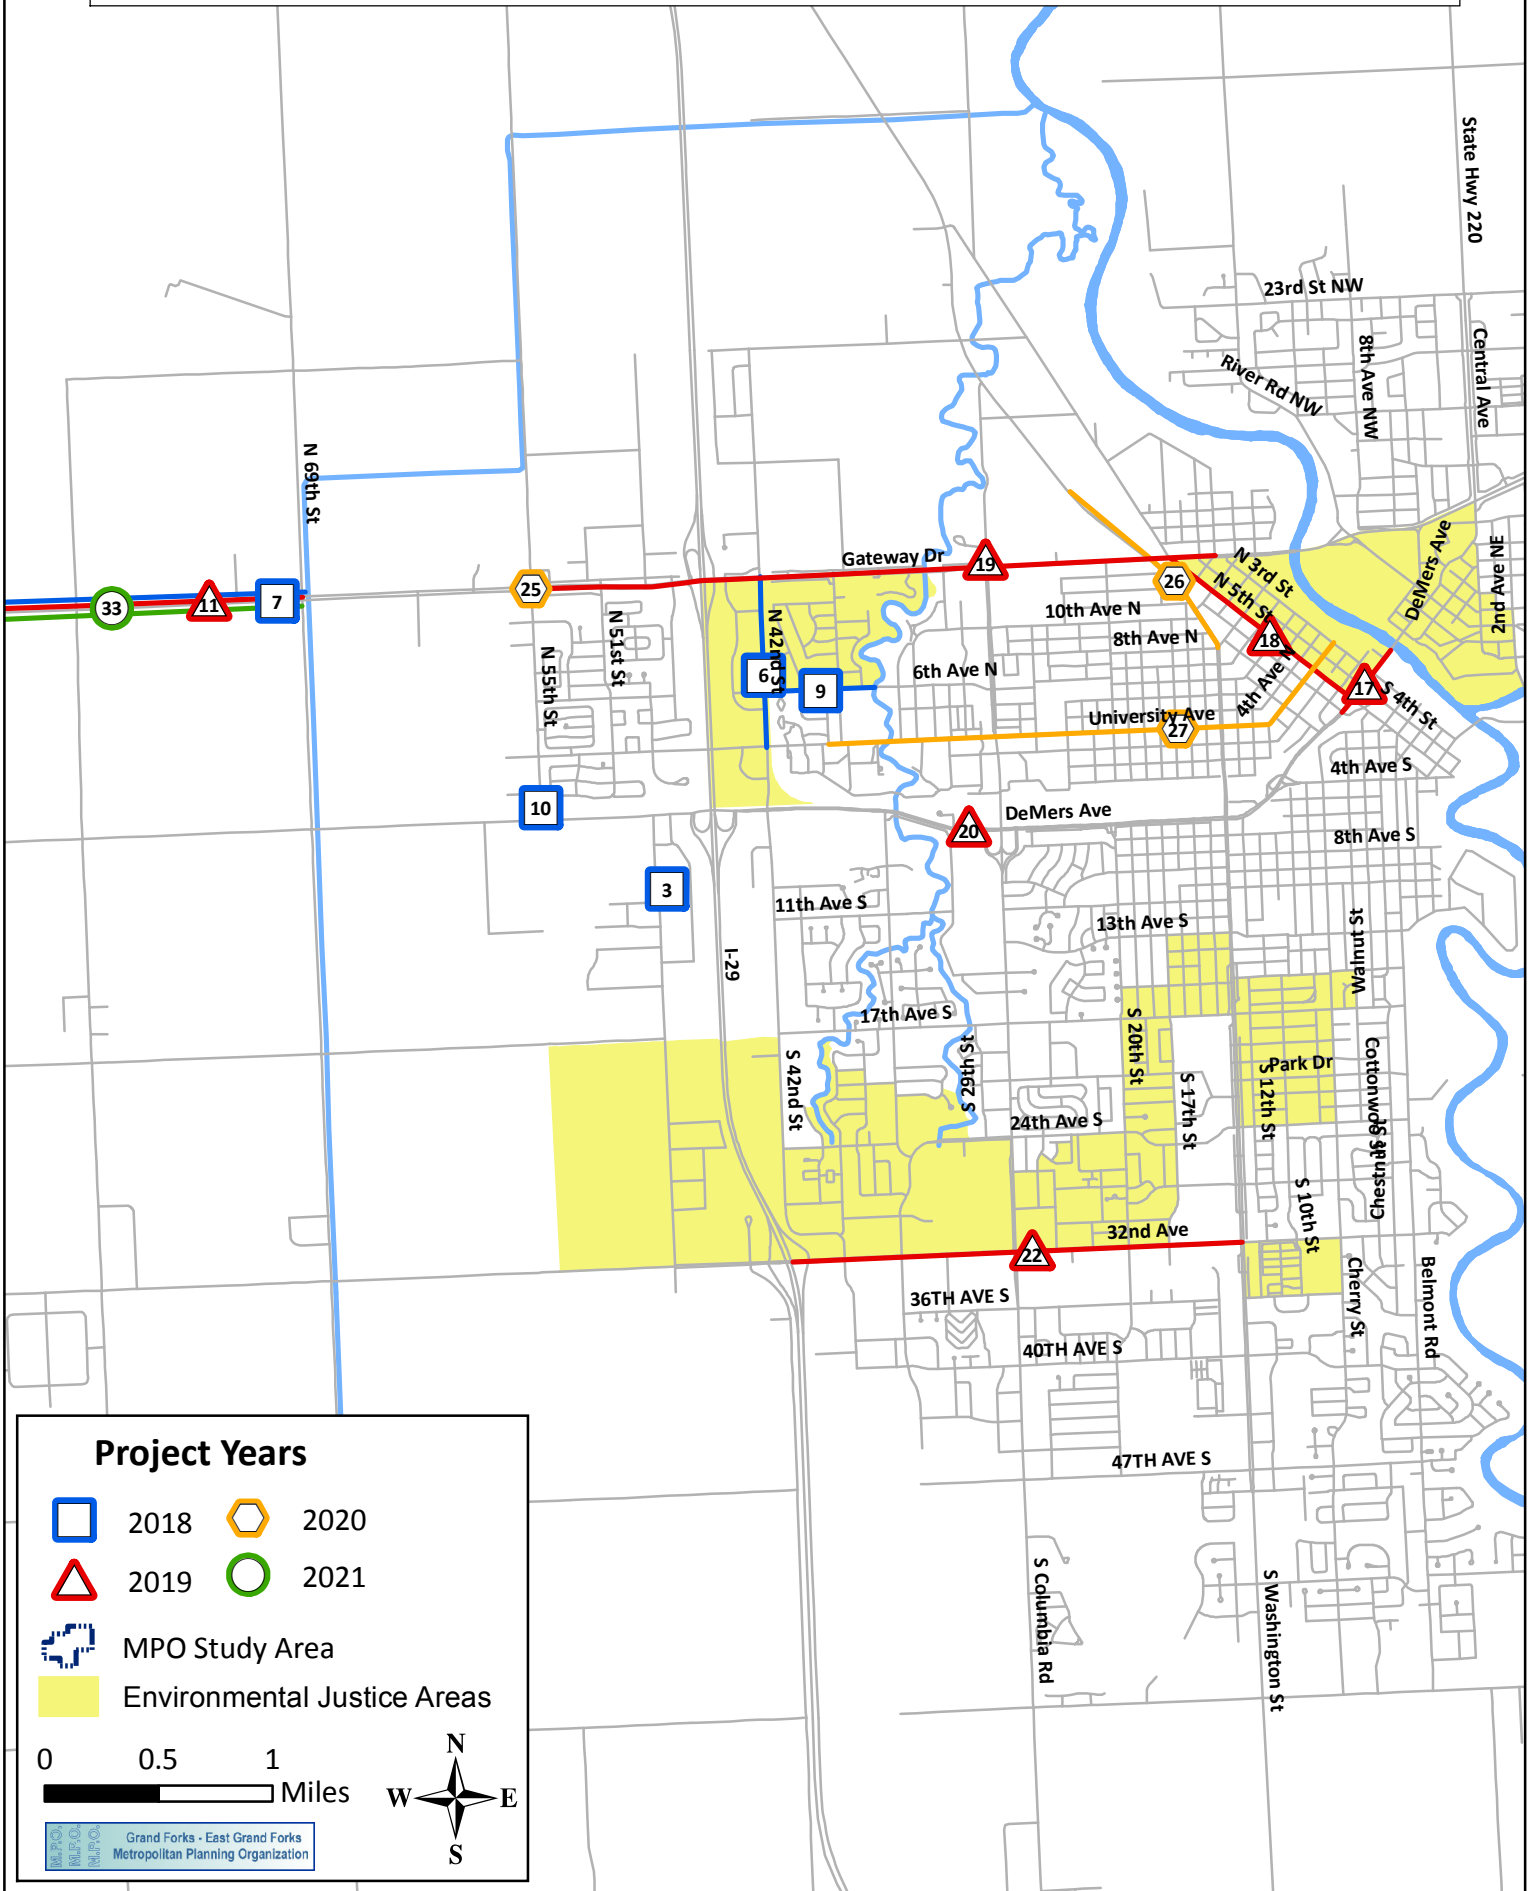 State Hwy 220
23rd St NW
8th Ave NW
Central Ave
River Rd NW
N 69th St
DeMers Ave
2nd Ave NE
Gateway Dr
19
N 3rd St
33
11
7
25
26
N 5th St
10th Ave N
N 42nd St
N 51st St
8th Ave N
18
N 55th St
6
9
6th Ave N
4th Ave N
17
S 4th St
University Ave
27
4th Ave S
10
20
DeMers Ave
8th Ave S
3
11th Ave S
13th Ave S
Walnut St
I-29
17th Ave S
S 20th St
S 29th St
S 42nd St
Park Dr
S 12th St
Cottonwood St
S 17th St
24th Ave S
Chestnut St
S 10th St
32nd Ave
22
Cherry St
Belmont Rd
36TH AVE S
40TH AVE S
47TH AVE S
S Columbia Rd
S Washington St
Project Years
2018
2020
2019
2021
MPO Study Area
Environmental Justice Areas
0 0.5 1
Miles
N
W E
S
M.P.O.
M.P.O.
M.P.O.
Grand Forks - East Grand Forks
Metropolitan Planning Organization